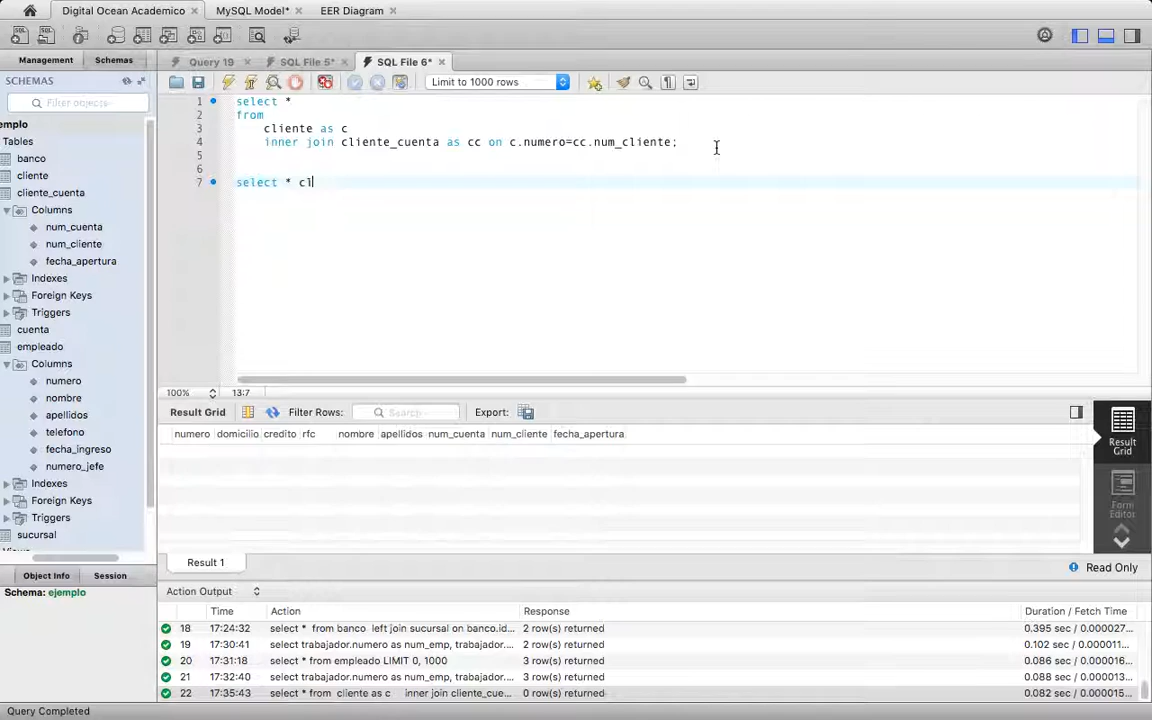 Digital Ocean Academico
MySQL Model*
EER Diagram
Management
Schemas
Query 19
SQL File 5*
SQL File 6*
SCHEMAS
Limit to 1000 rows
Filter objects
emplo
Tables
banco
cliente
cliente_cuenta
Columns
num_cuenta
num_cliente
fecha_apertura
Indexes
Foreign Keys
Triggers
cuenta
empleado
Columns
numero
nombre
apellidos
telefono
fecha_ingreso
numero_jefe
Indexes
Foreign Keys
Triggers
sucursal
Object Info
Session
Schema: ejemplo
1 select *
2 from
3 cliente as c
4 inner join cliente_cuenta as cc on c.numero=cc.num_cliente;
5
6
7 select * cl
100%
13:7
Result Grid
Filter Rows:
Search
Export:
numero domicilio credito rfc nombre apellidos num_cuenta num_cliente fecha_apertura
Result Grid
Form Editor
Result 1
Read Only
Action Output
Time Action Response Duration / Fetch Time
18 17:24:32 select * from banco left join sucursal on banco.id... 2 row(s) returned 0.395 sec / 0.000027...
19 17:30:41 select trabajador.numero as num_emp, trabajador.... 2 row(s) returned 0.102 sec / 0.000011...
20 17:31:18 select * from empleado LIMIT 0, 1000 3 row(s) returned 0.086 sec / 0.000016...
21 17:32:40 select trabajador.numero as num_emp, trabajador.... 3 row(s) returned 0.088 sec / 0.000013...
22 17:35:43 select * from cliente as c inner join cliente_cue... 0 row(s) returned 0.082 sec / 0.000015...
Query Completed